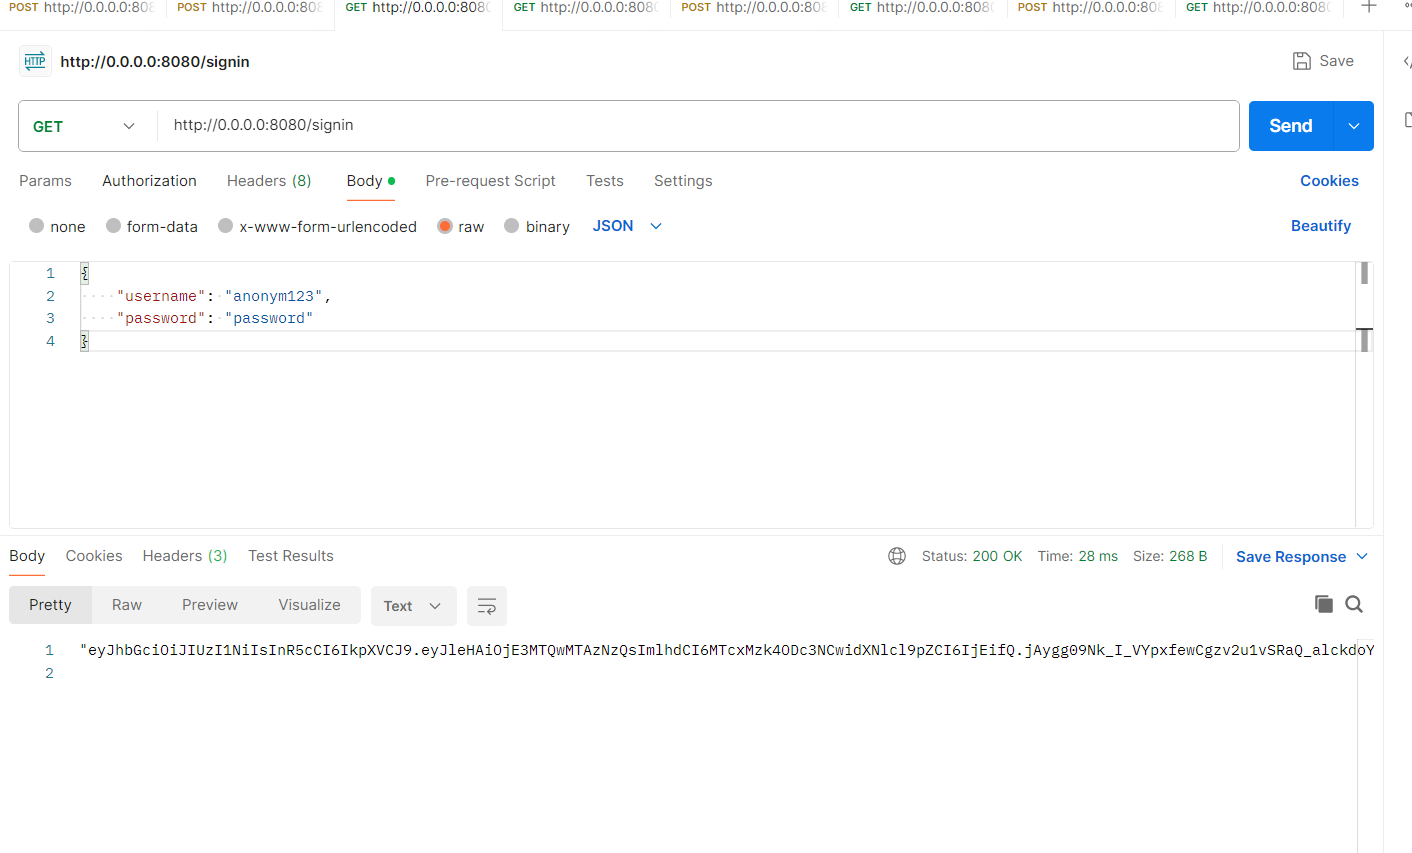 POST http://0.0.0.0:808 POST http://0.0.0.0:808 GET http://0.0.0.0:8080 GET http://0.0.0.0:8080 POST http://0.0.0.0:808 GET http://0.0.0.0:8080 POST http://0.0.0.0:808 GET http://0.0.0.0:8080
HTTP http://0.0.0.0:8080/signin Save
GET http://0.0.0.0:8080/signin Send
Params Authorization Headers (8) Body Pre-request Script Tests Settings Cookies
none form-data x-www-form-urlencoded raw binary JSON Beautify
1 {
2 "username": "anonym123",
3 "password": "password"
4 }
Body Cookies Headers (3) Test Results Status: 200 OK Time: 28 ms Size: 268 B Save Response
Pretty Raw Preview Visualize Text
1 "eyJhbGciOiJIUzI1NiIsInR5cCI6IkpXVCJ9.eyJleHAiOjE3MTQwMTAzNzQsImlhdCI6MTcxMzk4ODc3NCwidXNlcl9pZCI6IjEifQ.jAygg09Nk_I_VYpxfewCgzv2u1vSRaQ_alckdoY
2